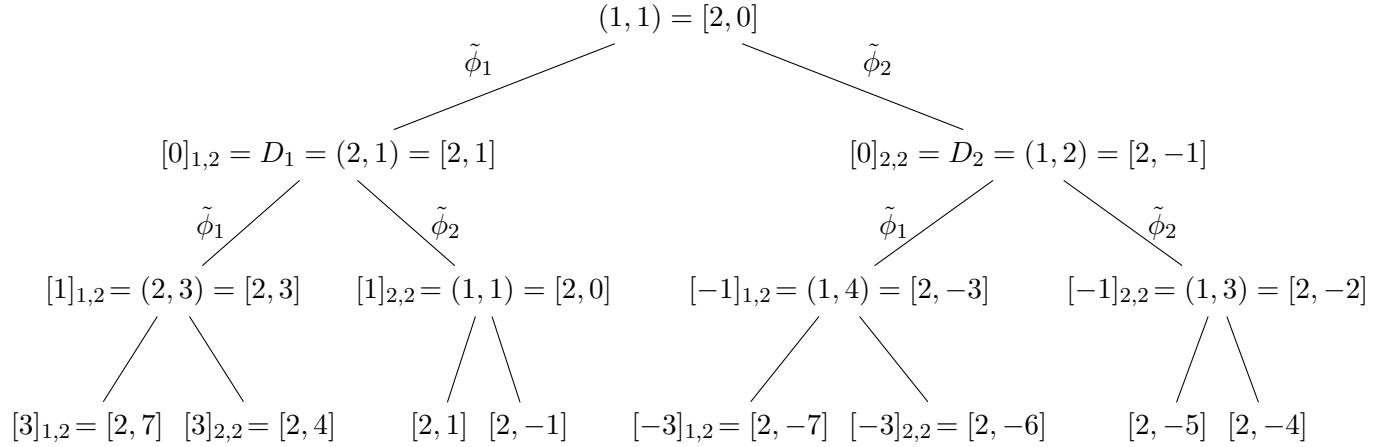 (1, 1) = [2, 0]
ϕ̃₁ ϕ̃₂
[0]₁,₂ = D₁ = (2, 1) = [2, 1] [0]₂,₂ = D₂ = (1, 2) = [2, −1]
ϕ̃₁ ϕ̃₂ ϕ̃₁ ϕ̃₂
[1]₁,₂ = (2, 3) = [2, 3] [1]₂,₂ = (1, 1) = [2, 0] [−1]₁,₂ = (1, 4) = [2, −3] [−1]₂,₂ = (1, 3) = [2, −2]
[3]₁,₂ = [2, 7] [3]₂,₂ = [2, 4] [2, 1] [2, −1] [−3]₁,₂ = [2, −7] [−3]₂,₂ = [2, −6] [2, −5] [2, −4]